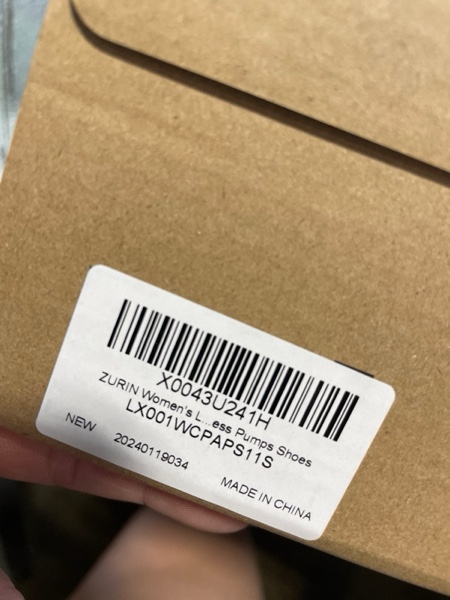 X0043U241H
ZURIN Women's L...ess Pumps Shoes
LX001WCPAPS11S
NEW
20240119034
MADE IN CHINA